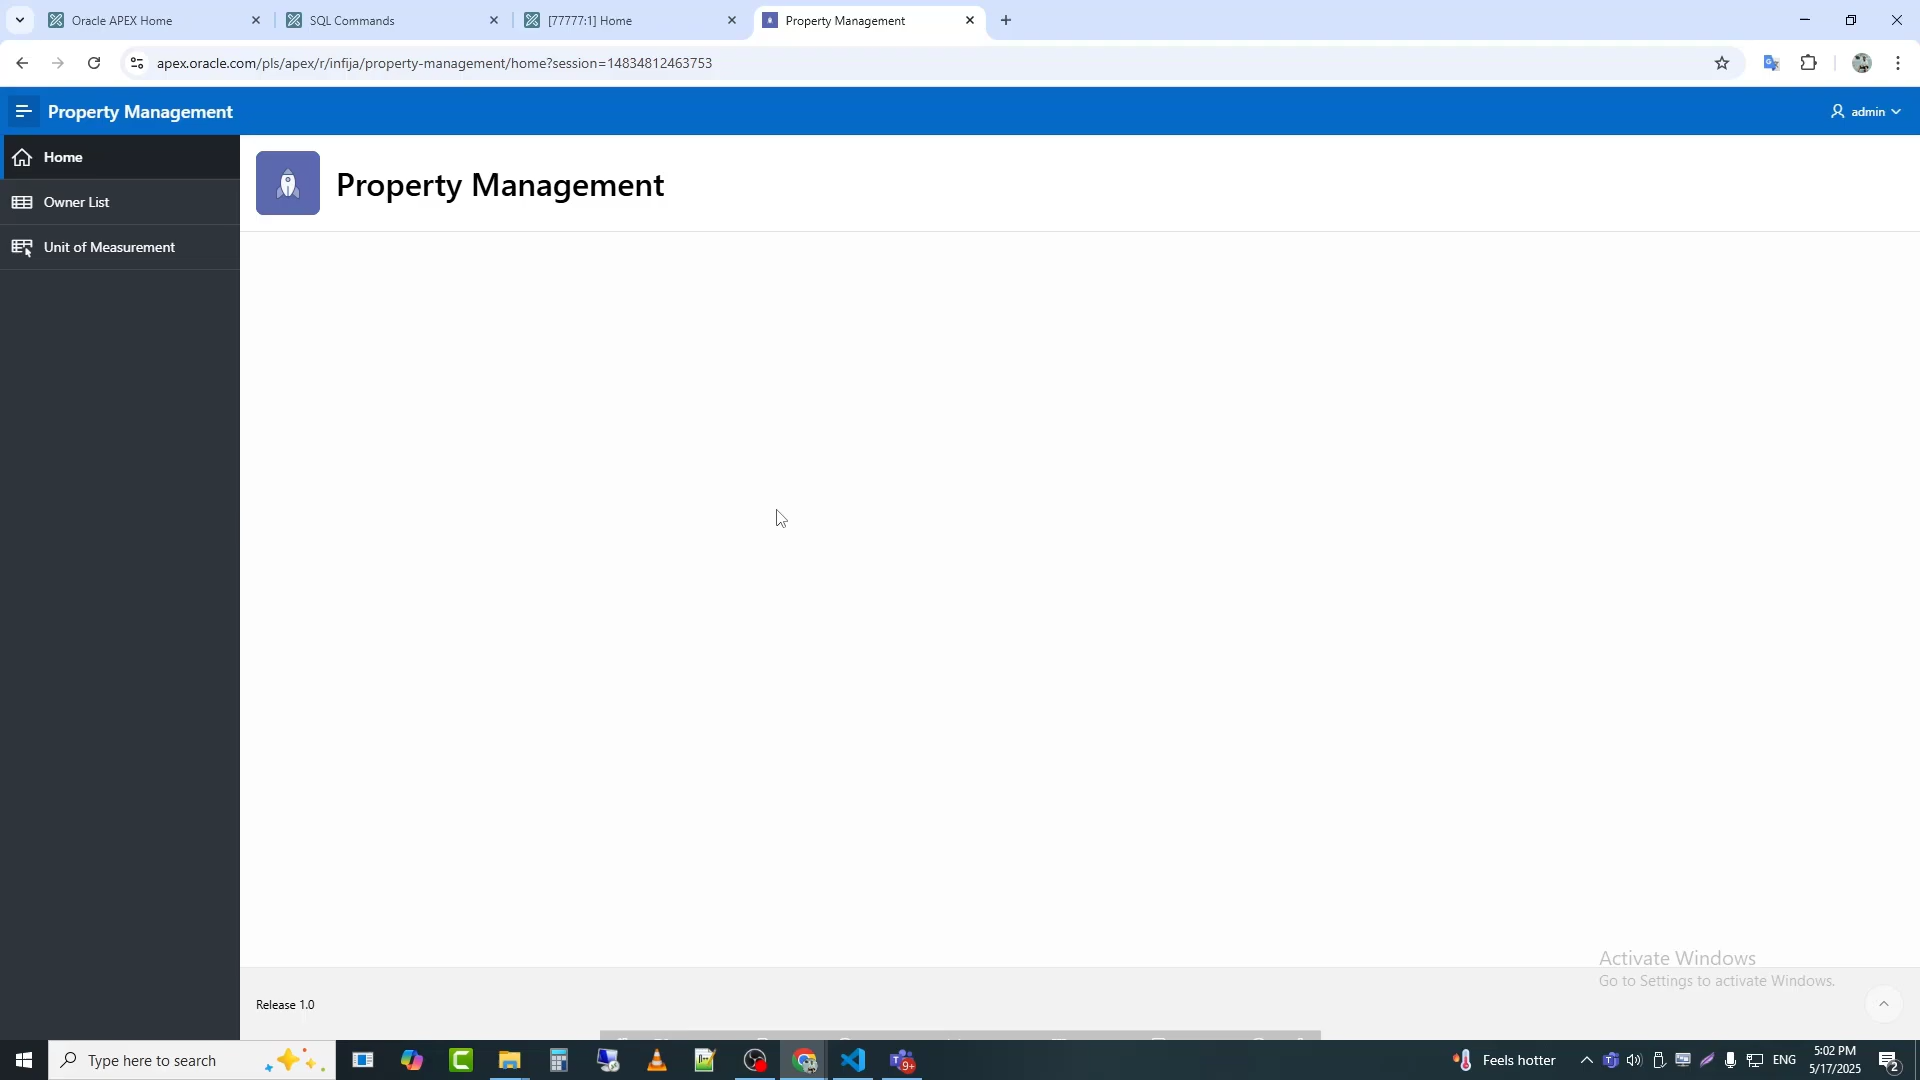 Oracle APEX Home
SQL Commands
[77777:1] Home
Property Management
apex.oracle.com/pls/apex/r/infija/property-management/home?session=14834812463753
Property Management
admin
Home
Owner List
Unit of Measurement
Property Management
Activate Windows
Go to Settings to activate Windows.
Release 1.0
Type here to search
9+
Feels hotter
ENG
5:02 PM
5/17/2025
2